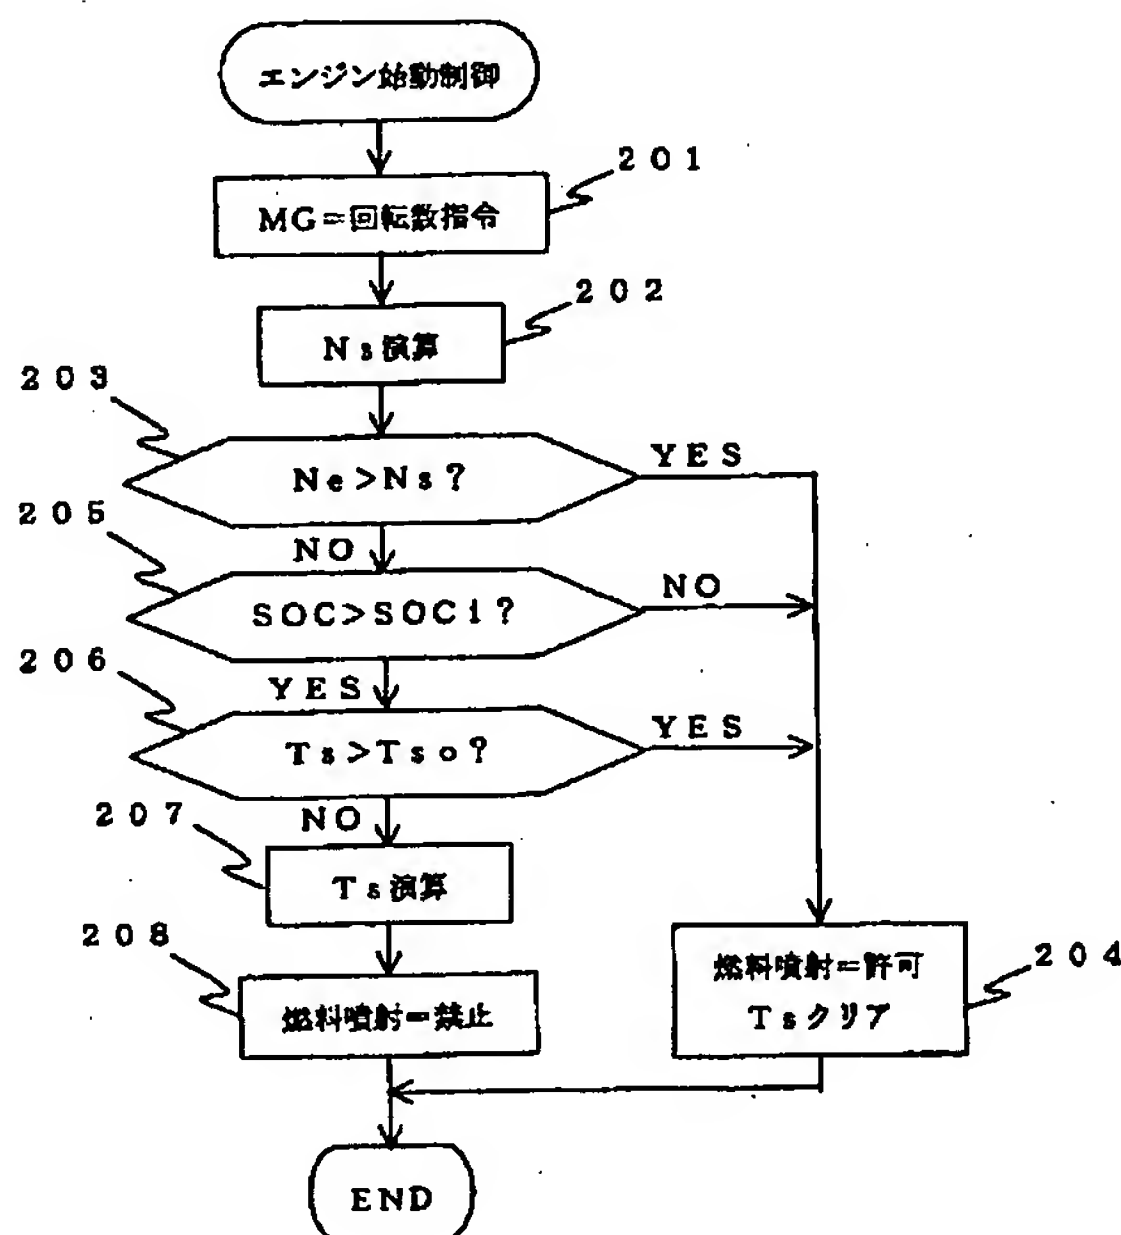 エンジン始動制御
201
MG=回転数指令
202
Ns演算
203
Ne>Ns?
YES
205
NO
SOC>SOC1?
NO
206
YES
Ts>Tso?
YES
207
NO
Ts演算
208
燃料噴射=禁止
燃料噴射=許可
Tsクリア
204
END